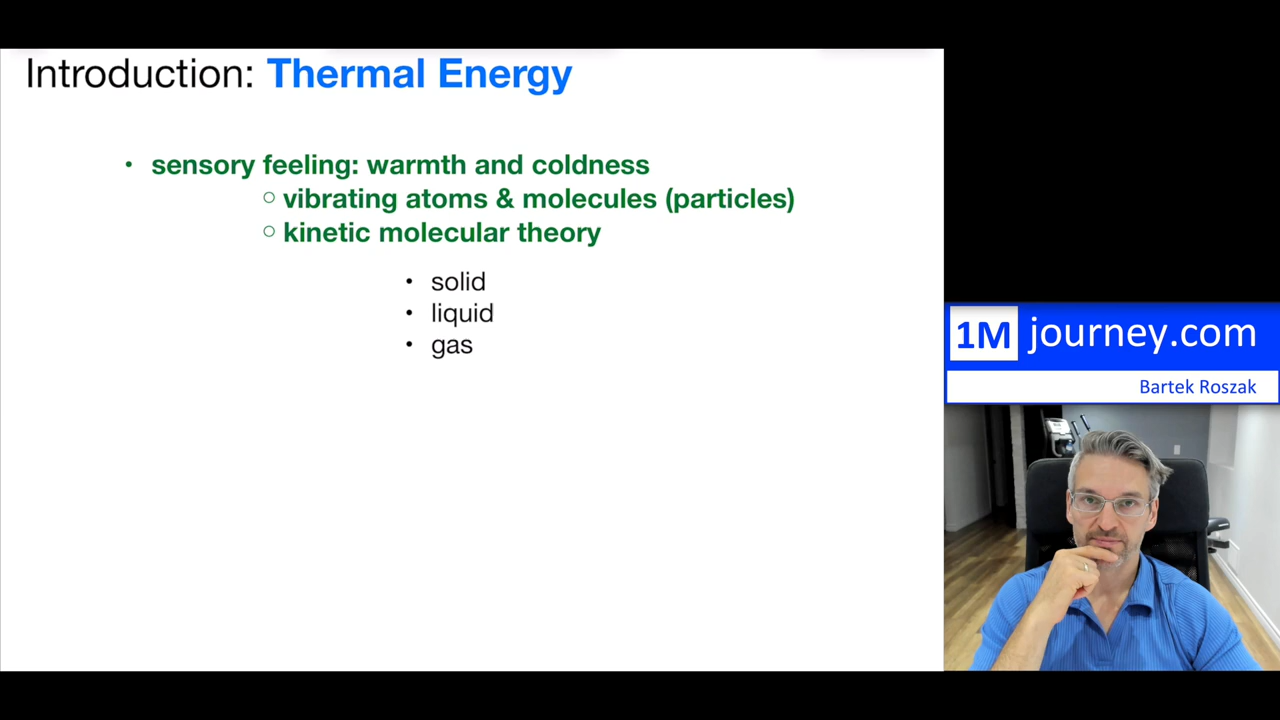 Introduction: Thermal Energy
• sensory feeling: warmth and coldness
○ vibrating atoms & molecules (particles)
○ kinetic molecular theory
• solid
• liquid
• gas
1M journey.com
Bartek Roszak